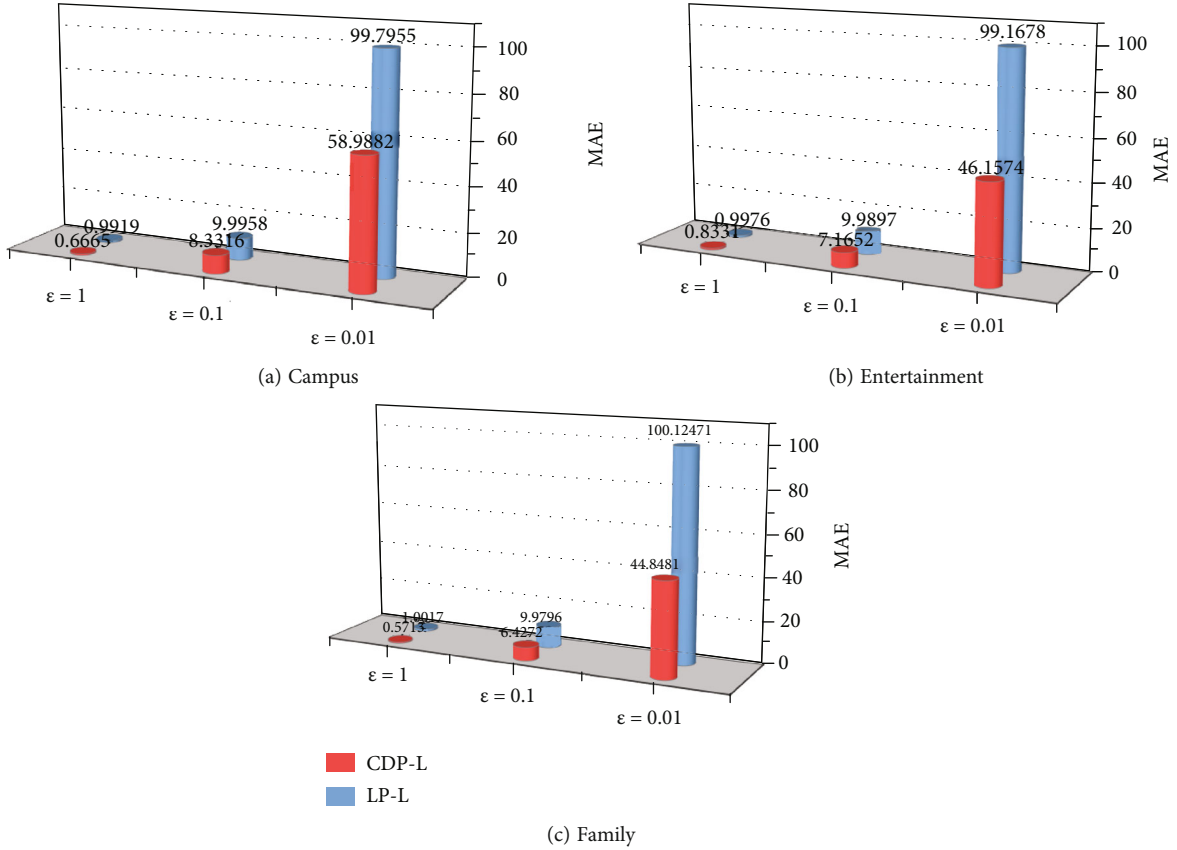 99.7955
100
80
60
40
20
0
MAE
58.9882
0.9919
0.6665
9.9958
8.3316
ε = 1
ε = 0.1
ε = 0.01
(a) Campus
99.1678
100
80
60
40
20
0
MAE
46.1574
0.9976
0.8331
9.9897
7.1652
ε = 1
ε = 0.1
ε = 0.01
(b) Entertainment
100.12471
100
80
60
40
20
0
MAE
44.8481
1.0017
0.5713
9.9796
6.4272
ε = 1
ε = 0.1
ε = 0.01
CDP-L
LP-L
(c) Family